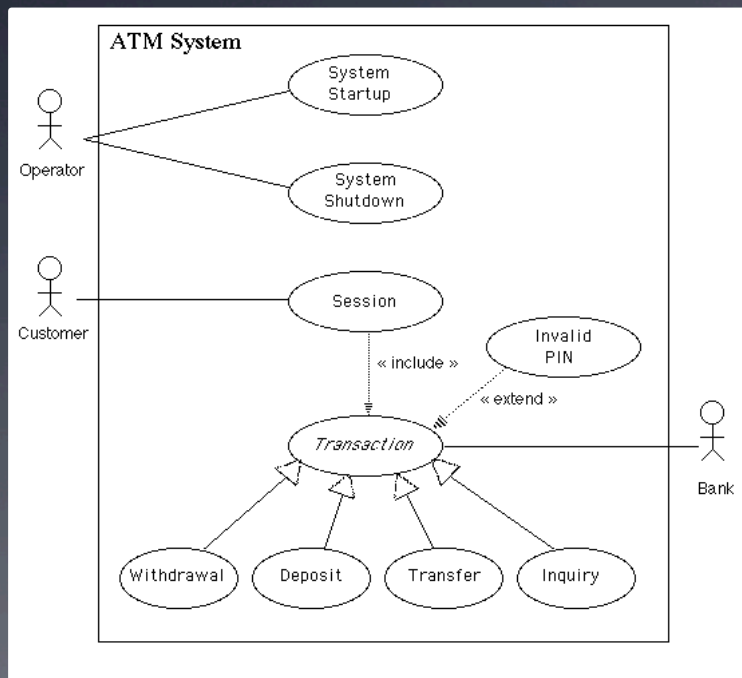 ATM System
System
Startup
Operator
System
Shutdown
Customer
Session
Invalid
PIN
« include »
« extend »
Transaction
Bank
Withdrawal
Deposit
Transfer
Inquiry